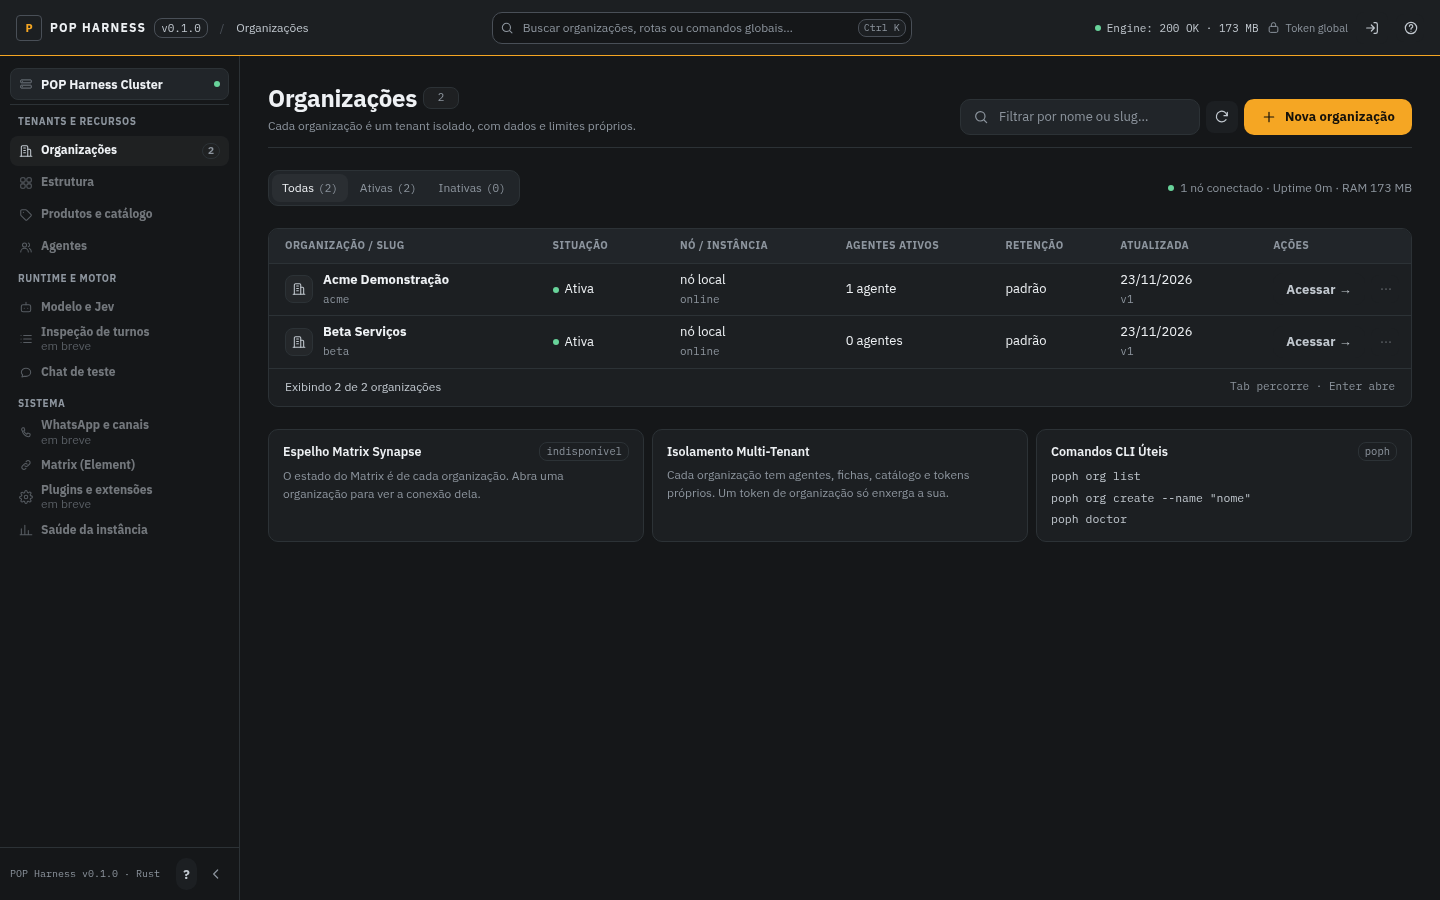 P POP HARNESS v0.1.0 / Organizações
Buscar organizações, rotas ou comandos globais... Ctrl K
Engine: 200 OK · 173 MB Token global
POP Harness Cluster
TENANTS E RECURSOS
Organizações 2
Estrutura
Produtos e catálogo
Agentes
RUNTIME E MOTOR
Modelo e Jev
Inspeção de turnos
em breve
Chat de teste
SISTEMA
WhatsApp e canais
em breve
Matrix (Element)
Plugins e extensões
em breve
Saúde da instância
POP Harness v0.1.0 · Rust ?
Organizações 2
Cada organização é um tenant isolado, com dados e limites próprios.
Filtrar por nome ou slug...
Nova organização
Todas (2) Ativas (2) Inativas (0)
1 nó conectado · Uptime 0m · RAM 173 MB
ORGANIZAÇÃO / SLUG SITUAÇÃO NÓ / INSTÂNCIA AGENTES ATIVOS RETENÇÃO ATUALIZADA AÇÕES
Acme Demonstração Ativa nó local 1 agente padrão 23/11/2026 Acessar → ...
acme online v1
Beta Serviços Ativa nó local 0 agentes padrão 23/11/2026 Acessar → ...
beta online v1
Exibindo 2 de 2 organizações
Tab percorre · Enter abre
Espelho Matrix Synapse indisponível
O estado do Matrix é de cada organização. Abra uma
organização para ver a conexão dela.
Isolamento Multi-Tenant
Cada organização tem agentes, fichas, catálogo e tokens
próprios. Um token de organização só enxerga a sua.
Comandos CLI Úteis poph
poph org list
poph org create --name "nome"
poph doctor